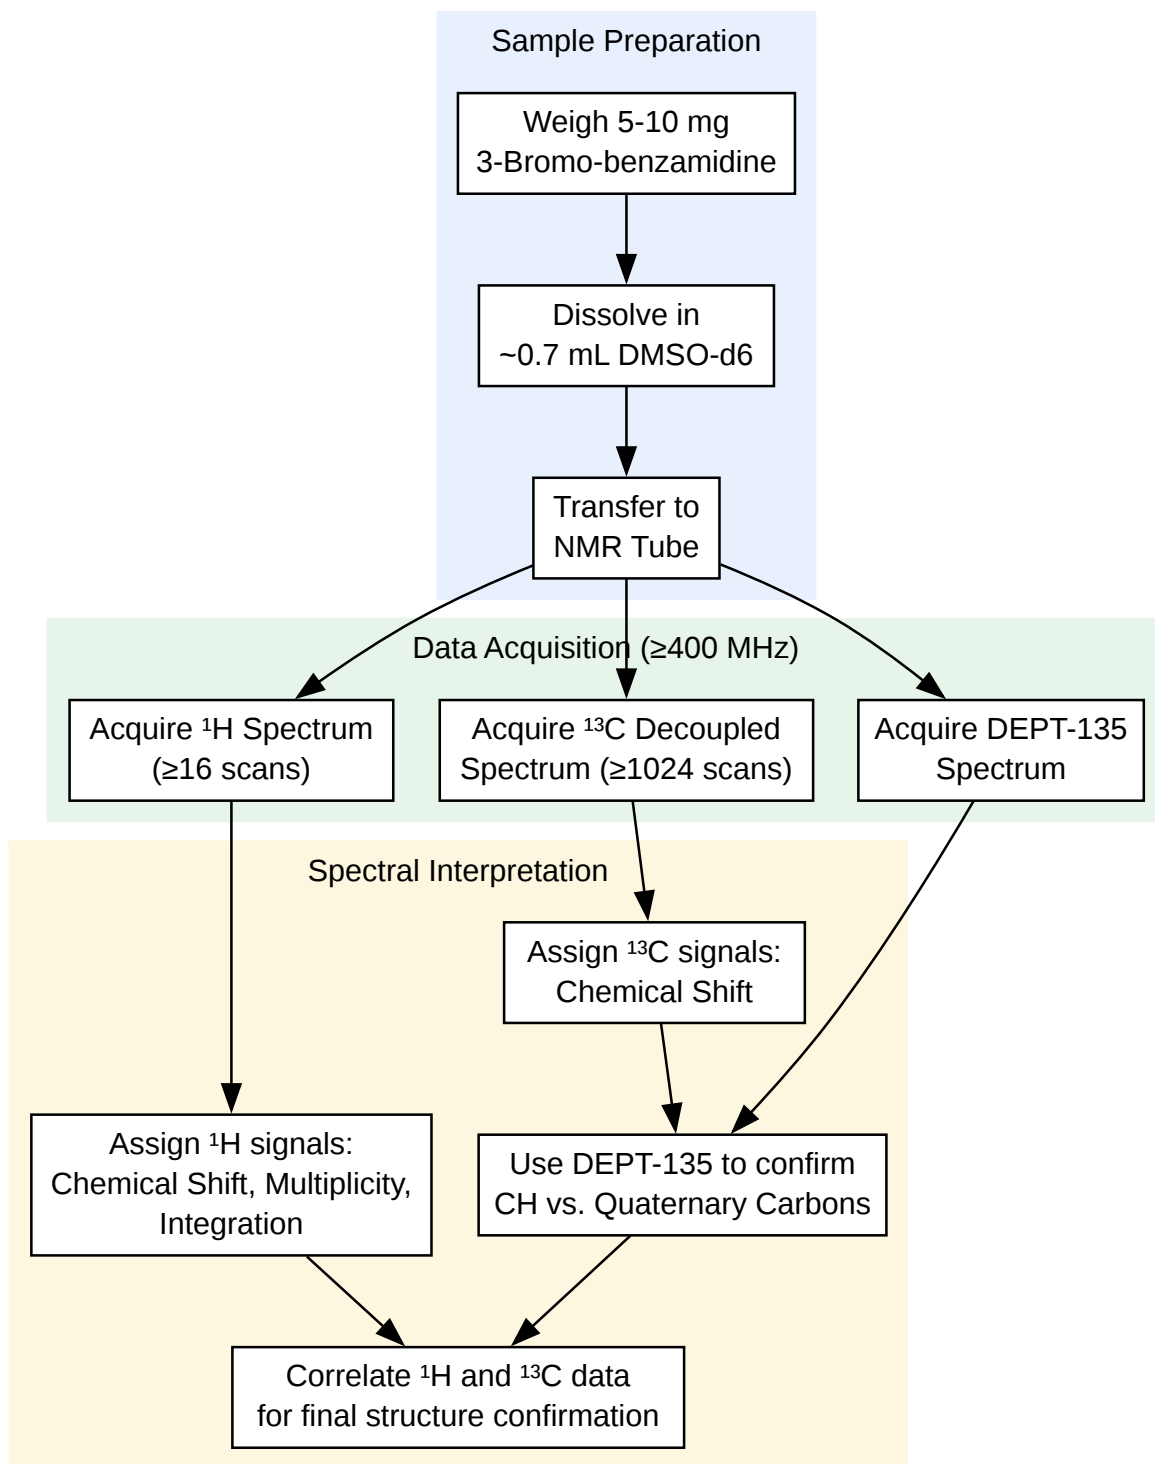 Sample Preparation
Weigh 5-10 mg
3-Bromo-benzamidine
Dissolve in
~0.7 mL DMSO-d6
Transfer to
NMR Tube
Data Acquisition (≥400 MHz)
Acquire ¹H Spectrum
(≥16 scans)
Acquire ¹³C Decoupled
Spectrum (≥1024 scans)
Acquire DEPT-135
Spectrum
Spectral Interpretation
Assign ¹³C signals:
Chemical Shift
Assign ¹H signals:
Chemical Shift, Multiplicity,
Integration
Use DEPT-135 to confirm
CH vs. Quaternary Carbons
Correlate ¹H and ¹³C data
for final structure confirmation